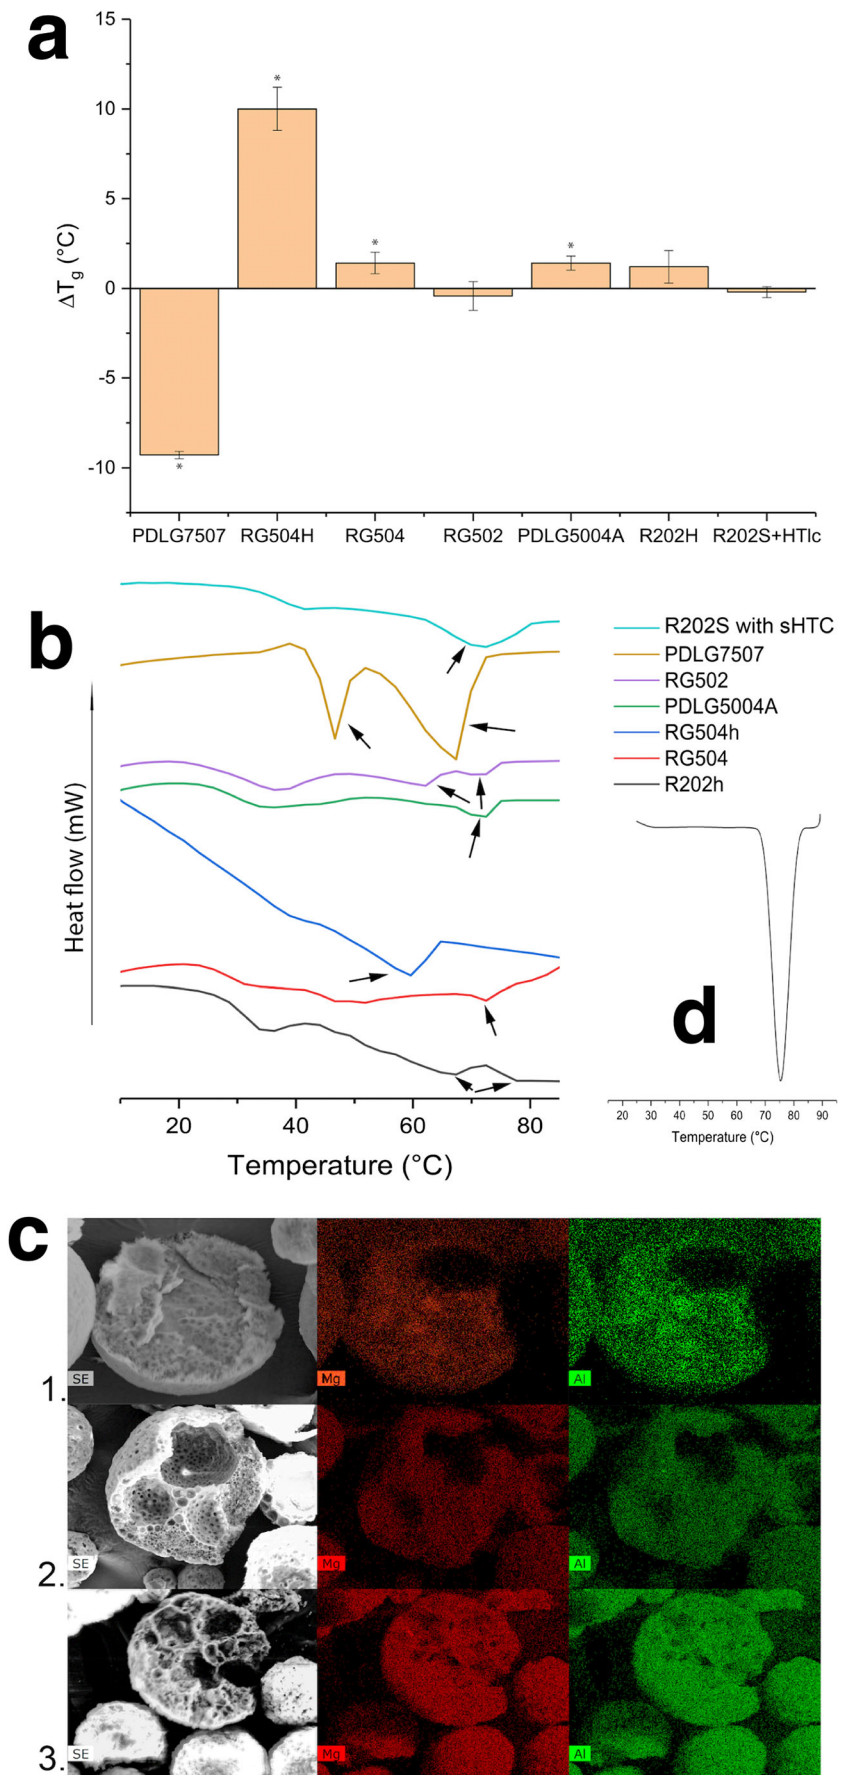 a
15
10
5
0
-5
-10
ΔTg (°C)
*
*
*
*
PDLG7507 RG504H RG504 RG502 PDLG5004A R202H R202S+HTlc
b
R202S with sHTC
PDLG7507
RG502
PDLG5004A
RG504h
RG504
R202h
Heat flow (mW)
20 40 60 80
Temperature (°C)
d
20 30 40 50 60 70 80 90
Temperature (°C)
c
1. SE Mg Al
2. SE Mg Al
3. SE Mg Al